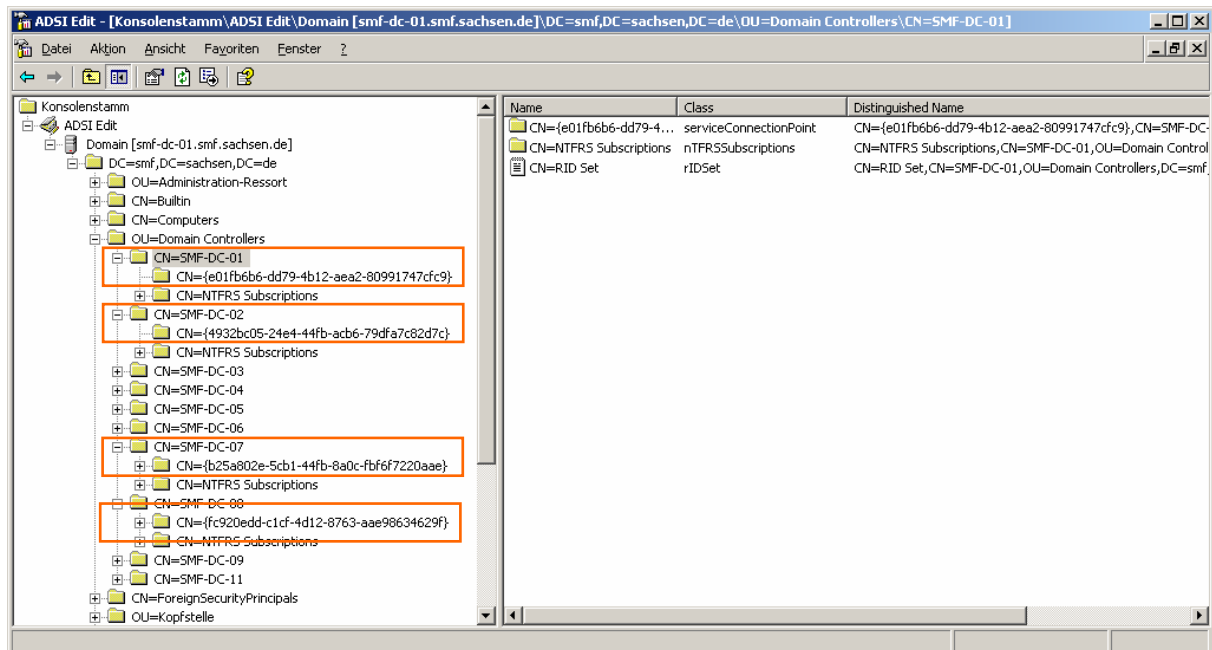 ADSI Edit - [Konsolenstamm\ADSI Edit\Domain [smf-dc-01.smf.sachsen.de]\DC=smf,DC=sachsen,DC=de\OU=Domain Controllers\CN=SMF-DC-01]
Datei Aktion Ansicht Favoriten Fenster ?
Konsolenstamm
ADSI Edit
Domain [smf-dc-01.smf.sachsen.de]
DC=smf,DC=sachsen,DC=de
OU=Administration-Ressort
CN=Builtin
CN=Computers
OU=Domain Controllers
CN=SMF-DC-01
CN={e01fb6b6-dd79-4b12-aea2-80991747cfc9}
CN=NTFRS Subscriptions
CN=SMF-DC-02
CN={4932bc05-24e4-44fb-acb6-79dfa7c82d7c}
CN=NTFRS Subscriptions
CN=SMF-DC-03
CN=SMF-DC-04
CN=SMF-DC-05
CN=SMF-DC-06
CN=SMF-DC-07
CN={b25a802e-5cb1-44fb-8a0c-fbf6f7220aae}
CN=NTFRS Subscriptions
CN=SMF-DC-08
CN={fc920edd-c1cf-4d12-8763-aae98634629f}
CN=NTFRS Subscriptions
CN=SMF-DC-09
CN=SMF-DC-11
CN=ForeignSecurityPrincipals
OU=Kopfstelle
Name Class Distinguished Name
CN={e01fb6b6-dd79-4... serviceConnectionPoint CN={e01fb6b6-dd79-4b12-aea2-80991747cfc9},CN=SMF-DC-
CN=NTFRS Subscriptions nTFRSSubscriptions CN=NTFRS Subscriptions,CN=SMF-DC-01,OU=Domain Control
CN=RID Set rIDSet CN=RID Set,CN=SMF-DC-01,OU=Domain Controllers,DC=smf,